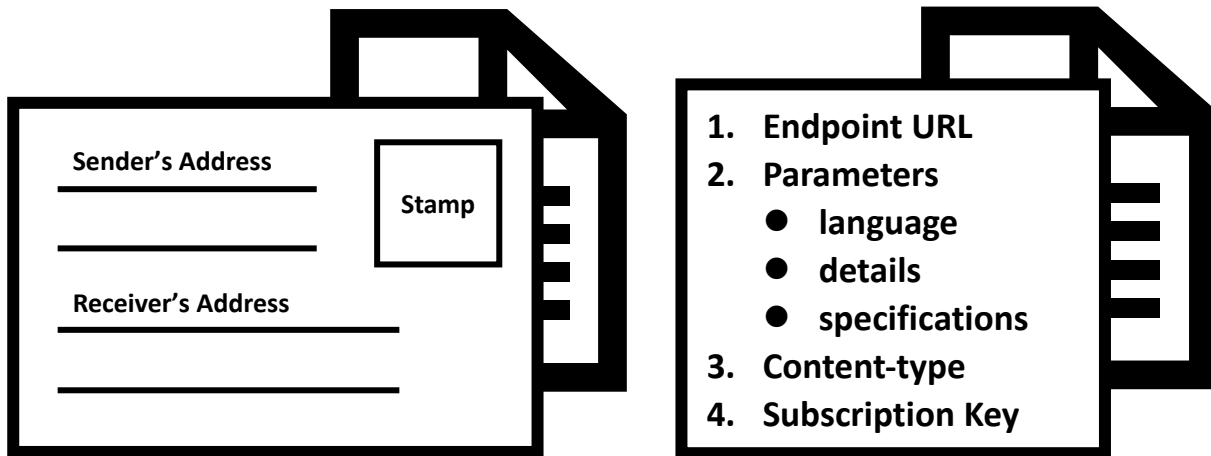 Sender’s Address
Stamp
Receiver’s Address
1. Endpoint URL
2. Parameters
● language
● details
● specifications
3. Content-type
4. Subscription Key